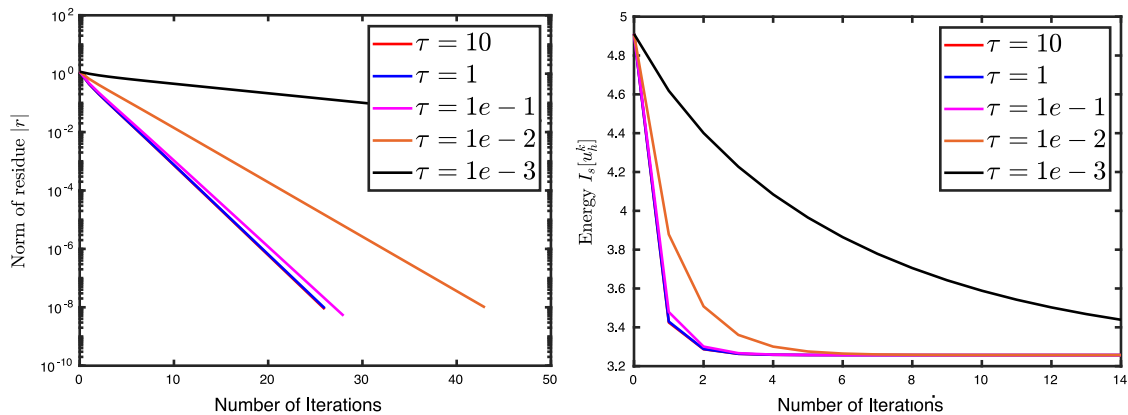 10^2
10^0
10^-2
10^-4
10^-6
10^-8
10^-10
Norm of residue |r|
0 10 20 30 40 50
Number of Iterations
τ = 10
τ = 1
τ = 1e − 1
τ = 1e − 2
τ = 1e − 3
5
4.8
4.6
4.4
4.2
4
3.8
3.6
3.4
3.2
Energy I_s[u_h^k]
0 2 4 6 8 10 12 14
Number of Iterations
τ = 10
τ = 1
τ = 1e − 1
τ = 1e − 2
τ = 1e − 3